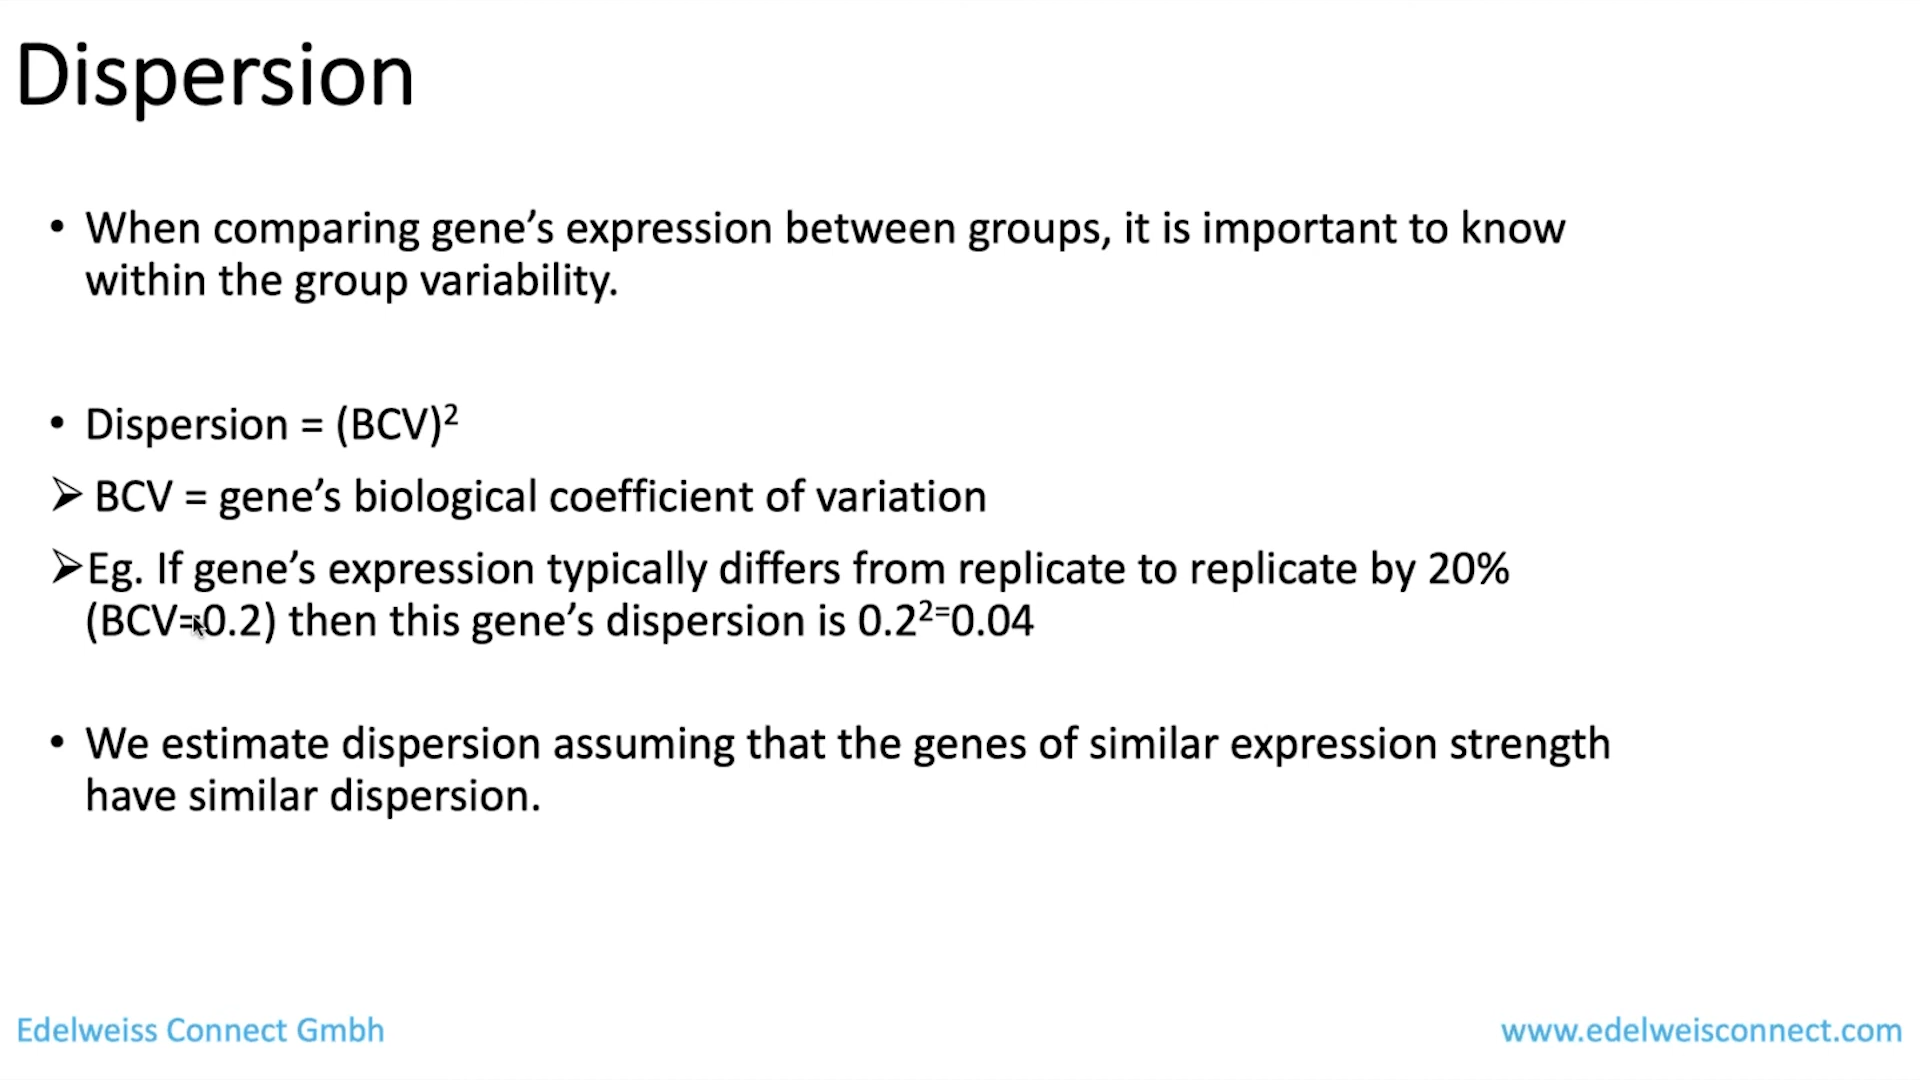 Dispersion
• When comparing gene’s expression between groups, it is important to know
within the group variability.
• Dispersion = (BCV)²
➢ BCV = gene’s biological coefficient of variation
➢Eg. If gene’s expression typically differs from replicate to replicate by 20%
(BCV=0.2) then this gene’s dispersion is 0.2²⁼0.04
• We estimate dispersion assuming that the genes of similar expression strength
have similar dispersion.
Edelweiss Connect Gmbh
www.edelweisconnect.com